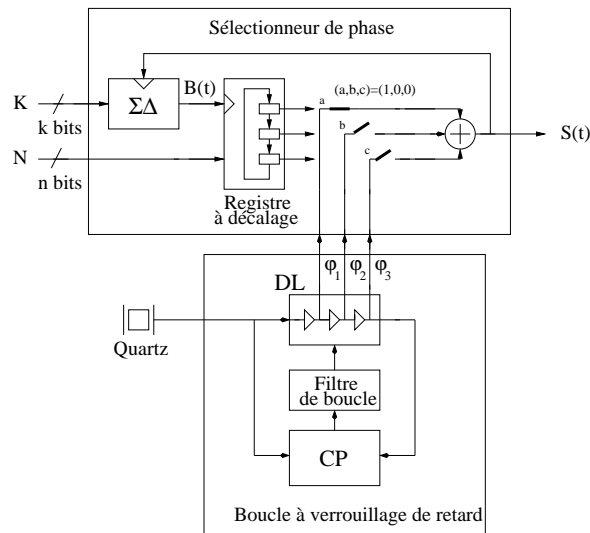 Sélectionneur de phase
K
k bits
ΣΔ
B(t)
N
n bits
Registre
à décalage
(a,b,c)=(1,0,0)
a
b
c
S(t)
φ1 φ2 φ3
DL
Quartz
Filtre
de boucle
CP
Boucle à verrouillage de retard